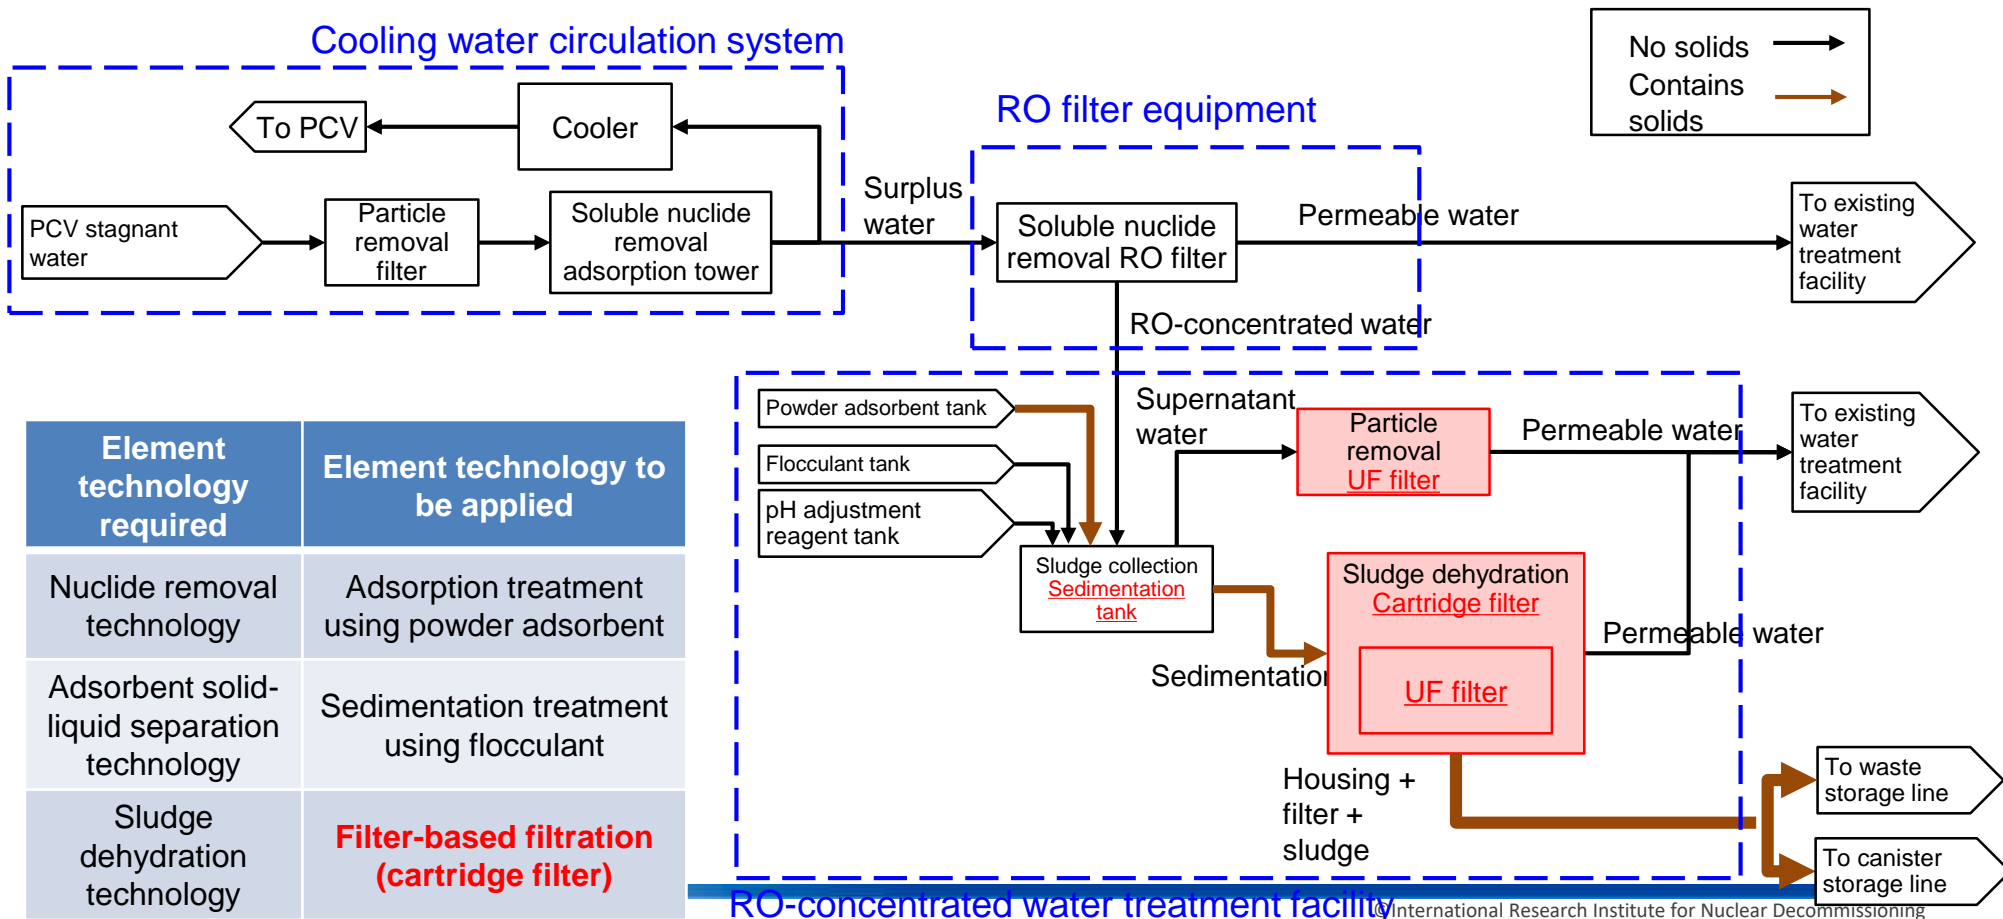 Cooling water circulation system
No solids
Contains
solids
To PCV
Cooler
RO filter equipment
PCV stagnant
water
Particle
removal
filter
Soluble nuclide
removal
adsorption tower
Surplus
water
Soluble nuclide
removal RO filter
Permeable water
To existing
water
treatment
facility
RO-concentrated water
Powder adsorbent tank
Flocculant tank
pH adjustment
reagent tank
Supernatant
water
Particle
removal
UF filter
Permeable water
To existing
water
treatment
facility
Sludge collection
Sedimentation
tank
Sludge dehydration
Cartridge filter
UF filter
Permeable water
Sedimentation
Housing +
filter +
sludge
To waste
storage line
To canister
storage line
Element
technology
required
Element technology to
be applied
Nuclide removal
technology
Adsorption treatment
using powder adsorbent
Adsorbent solid-
liquid separation
technology
Sedimentation treatment
using flocculant
Sludge
dehydration
technology
Filter-based filtration
(cartridge filter)
RO-concentrated water treatment facility
©International Research Institute for Nuclear Decommissioning